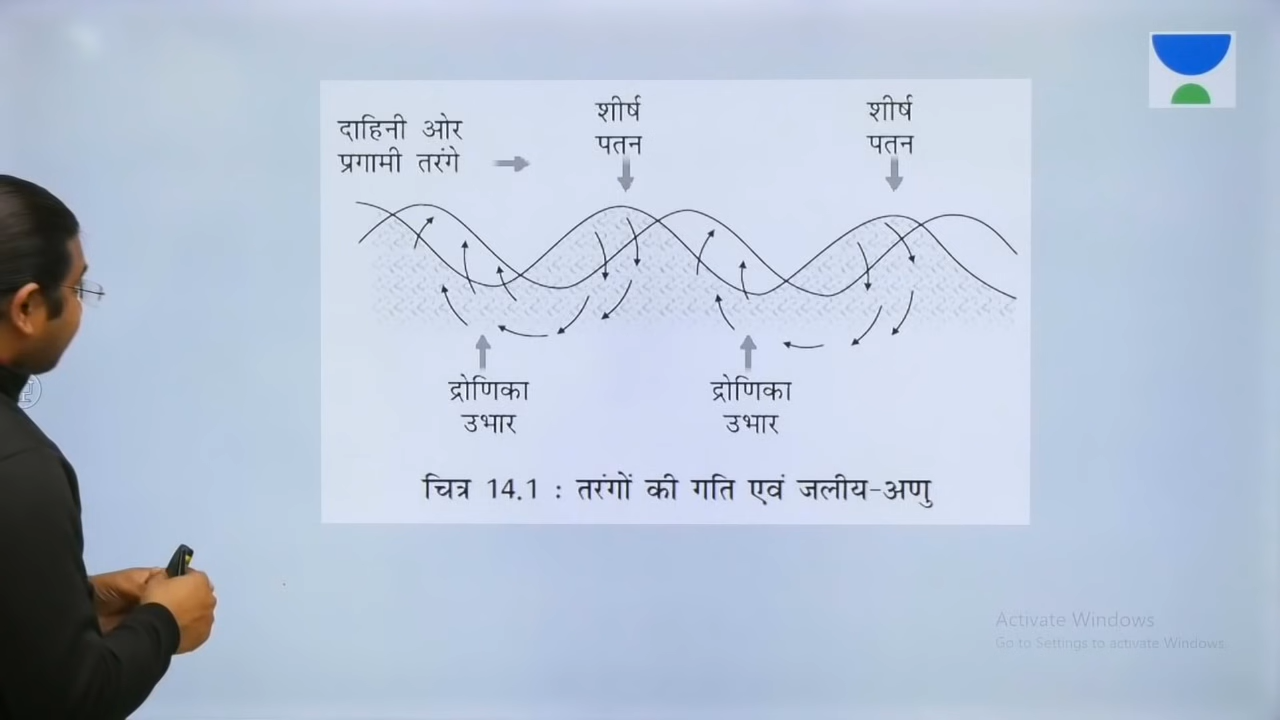 दाहिनी ओर
प्रगामी तरंगे
शीर्ष
पतन
शीर्ष
पतन
द्रोणिका
उभार
द्रोणिका
उभार
चित्र 14.1 : तरंगों की गति एवं जलीय-अणु
Activate Windows
Go to Settings to activate Windows.